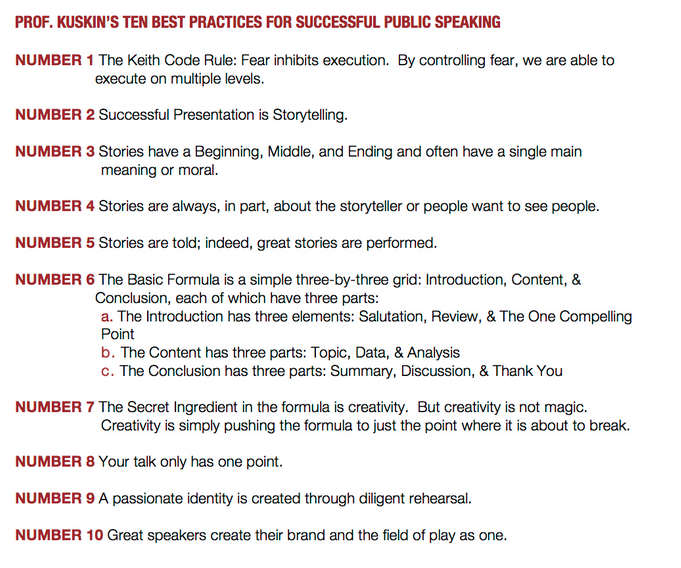 PROF. KUSKIN'S TEN BEST PRACTICES FOR SUCCESSFUL PUBLIC SPEAKING
NUMBER 1 The Keith Code Rule: Fear inhibits execution.  By controlling fear, we are able to
execute on multiple levels.
NUMBER 2 Successful Presentation is Storytelling.
NUMBER 3 Stories have a Beginning, Middle, and Ending and often have a single main
meaning or moral.
NUMBER 4 Stories are always, in part, about the storyteller or people want to see people.
NUMBER 5 Stories are told; indeed, great stories are performed.
NUMBER 6 The Basic Formula is a simple three-by-three grid: Introduction, Content, &
Conclusion, each of which have three parts:
a. The Introduction has three elements: Salutation, Review, & The One Compelling
Point
b. The Content has three parts: Topic, Data, & Analysis
c. The Conclusion has three parts: Summary, Discussion, & Thank You
NUMBER 7 The Secret Ingredient in the formula is creativity.  But creativity is not magic.
Creativity is simply pushing the formula to just the point where it is about to break.
NUMBER 8 Your talk only has one point.
NUMBER 9 A passionate identity is created through diligent rehearsal.
NUMBER 10 Great speakers create their brand and the field of play as one.